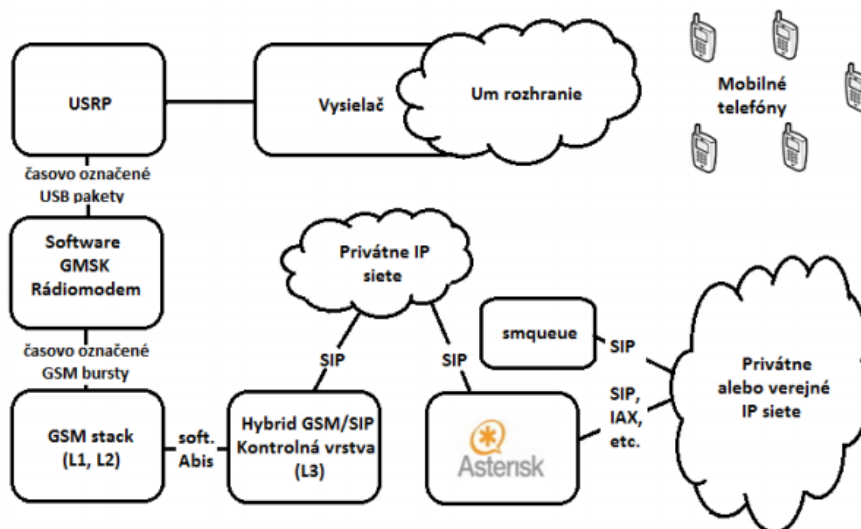 USRP
Vysielač
Um rozhranie
Mobilné
telefóny
časovo označené
USB pakety
Software
GMSK
Rádiomodem
Privátne IP
siete
časovo označené
GSM bursty
SIP
SIP
smqueue
SIP
Privátne
alebo verejné
IP siete
GSM stack
(L1, L2)
soft.
Abis
Hybrid GSM/SIP
Kontrolná vrstva
(L3)
Asterisk
SIP,
IAX,
etc.